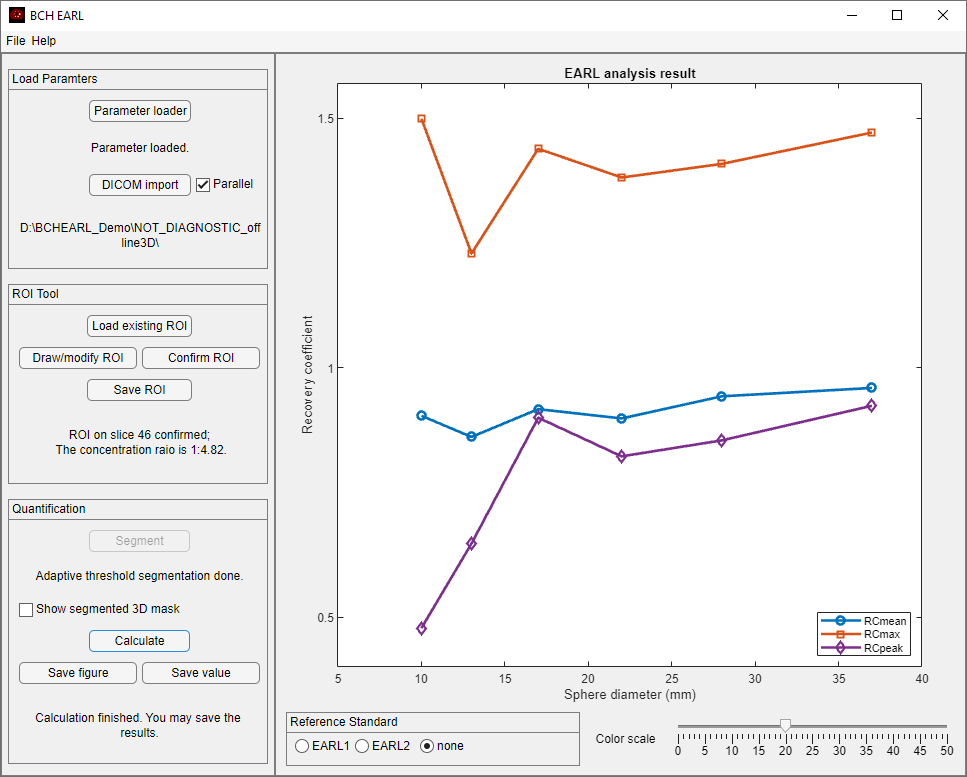 BCH EARL
File Help
Load Paramters
Parameter loader
Parameter loaded.
DICOM import
Parallel
D:\BCHEARL_Demo\NOT_DIAGNOSTIC_off
line3D\
ROI Tool
Load existing ROI
Draw/modify ROI
Confirm ROI
Save ROI
ROI on slice 46 confirmed;
The concentration raio is 1:4.82.
Quantification
Segment
Adaptive threshold segmentation done.
Show segmented 3D mask
Calculate
Save figure
Save value
Calculation finished. You may save the
results.
EARL analysis result
Recovery coefficient
1.5
1
0.5
5 10 15 20 25 30 35 40
Sphere diameter (mm)
RCmean
RCmax
RCpeak
Reference Standard
EARL1 EARL2 none
Color scale
0 5 10 15 20 25 30 35 40 45 50